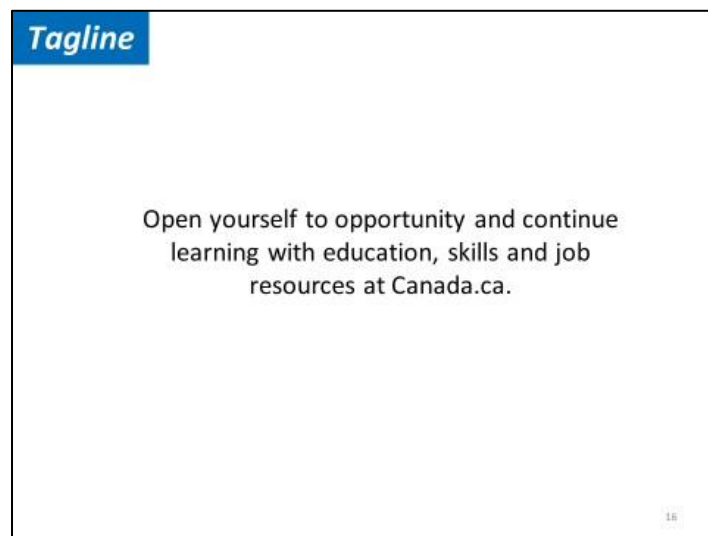 Tagline
Open yourself to opportunity and continue
learning with education, skills and job
resources at Canada.ca.
16